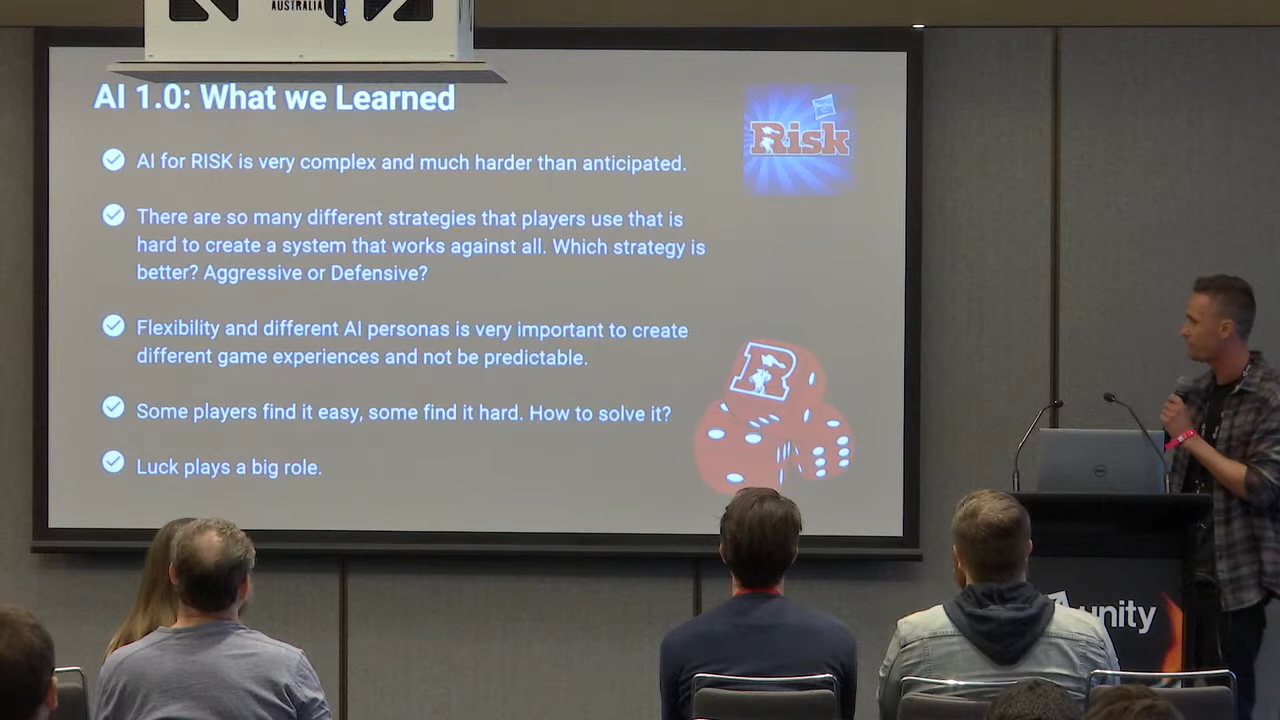 AUSTRALIA
AI 1.0: What we Learned
Risk
AI for RISK is very complex and much harder than anticipated.
There are so many different strategies that players use that is
hard to create a system that works against all. Which strategy is
better? Aggressive or Defensive?
Flexibility and different AI personas is very important to create
different game experiences and not be predictable.
R
Some players find it easy, some find it hard. How to solve it?
Luck plays a big role.
DELL
unity